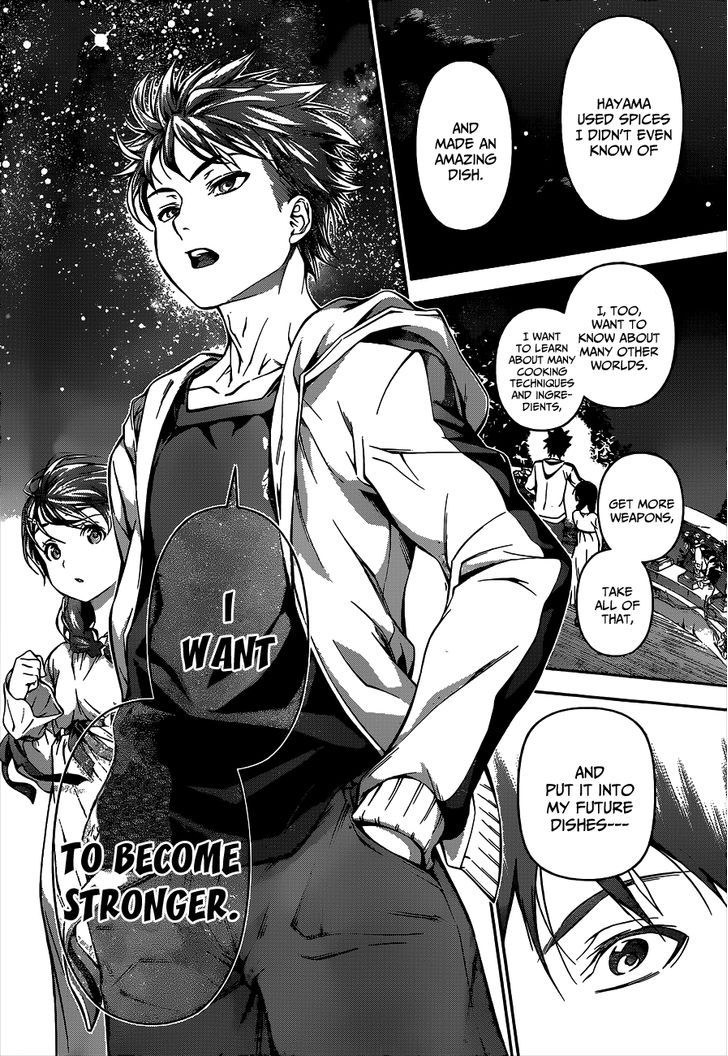 HAYAMA
USED SPICES
I DIDN'T EVEN
KNOW OF
AND
MADE AN
AMAZING
DISH.
I, TOO,
WANT TO
KNOW ABOUT
MANY OTHER
WORLDS.
I WANT
TO LEARN
ABOUT MANY
COOKING
TECHNIQUES
AND
INGRE-
DIENTS,
GET MORE
WEAPONS,
TAKE
ALL OF
THAT,
AND
PUT IT INTO
MY FUTURE
DISHES---
I
WANT
TO BECOME
STRONGER.